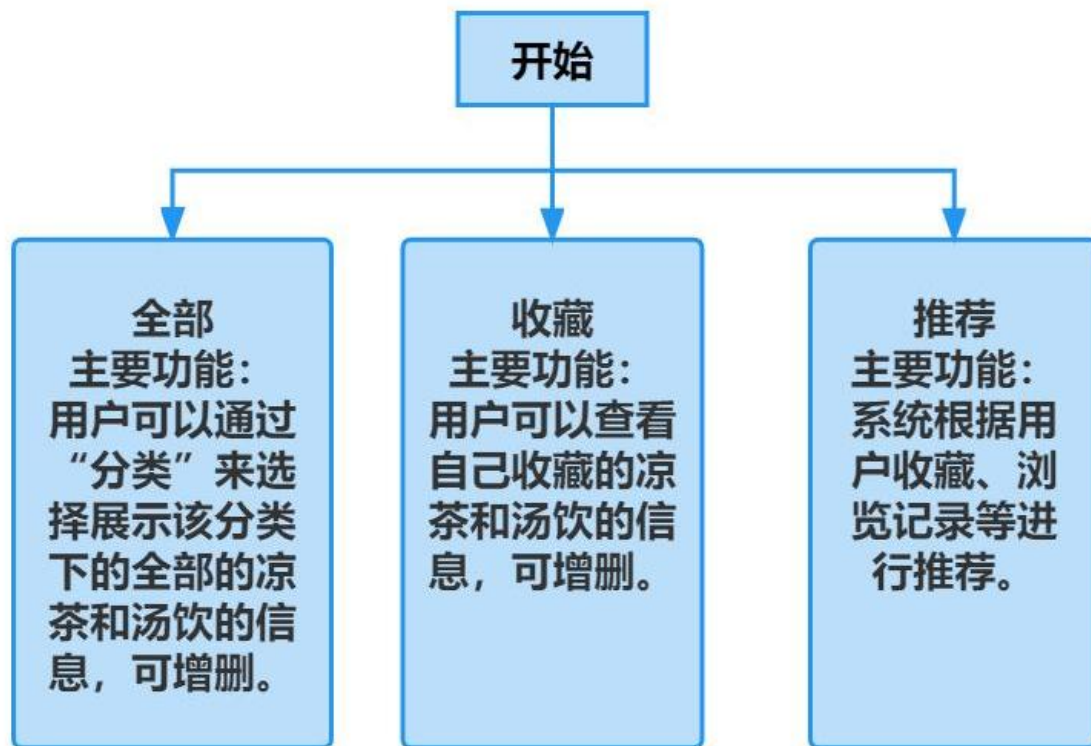 开始
全部
主要功能：
用户可以通过
“分类”来选
择展示该分类
下的全部的凉
茶和汤饮的信
息，可增删。
收藏
主要功能：
用户可以查看
自己收藏的凉
茶和汤饮的信
息，可增删。
推荐
主要功能：
系统根据用
户收藏、浏
览记录等进
行推荐。